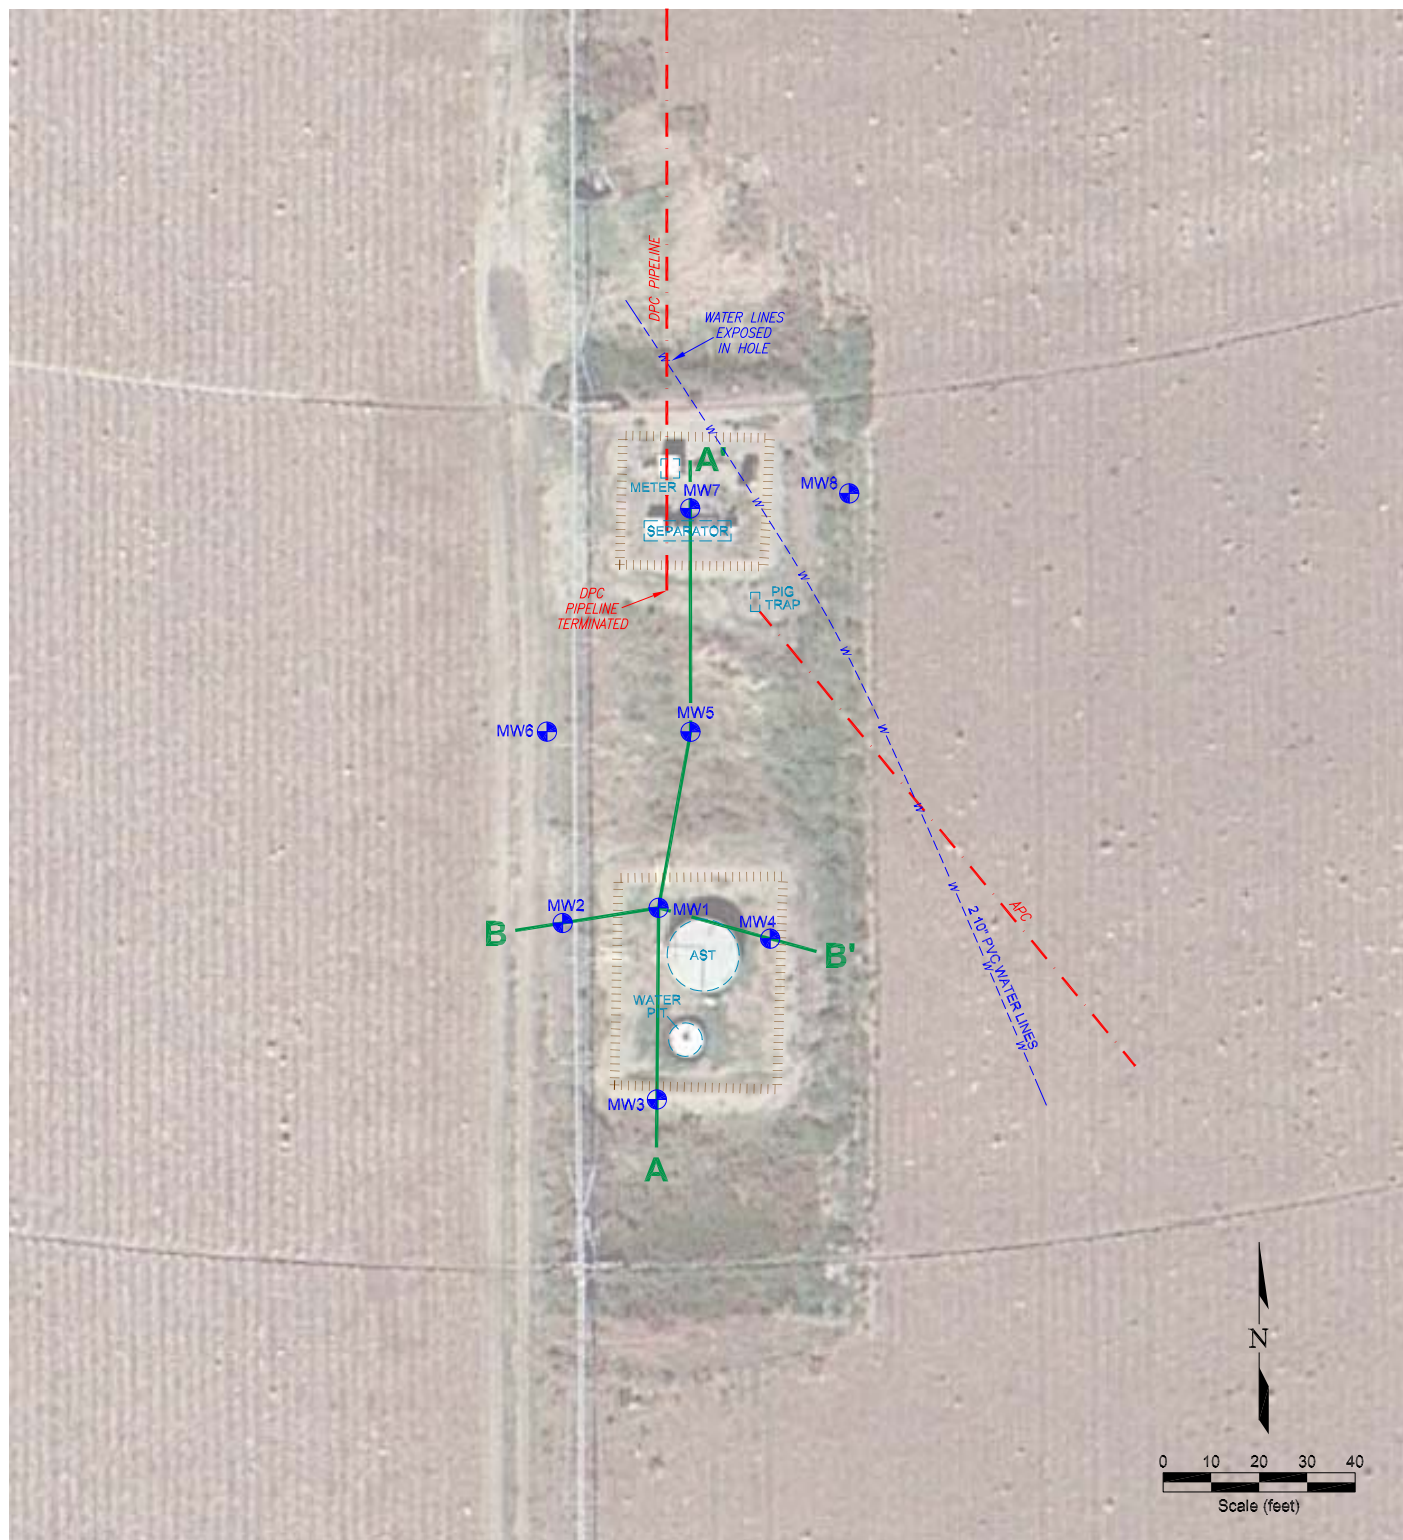 DPC PIPELINE
WATER LINES
EXPOSED
IN HOLE
W
W
A'
METER
MW7
MW8
W
SEPARATOR
W
DPC
PIPELINE
TERMINATED
PIG
TRAP
W
MW5
MW6
W
W
W
MW2
MW1
MW4
B
B'
AST
APC
2 10" PVC WATER LINES
W
W
WATER
PIT
MW3
A
N
0 10 20 30 40
Scale (feet)